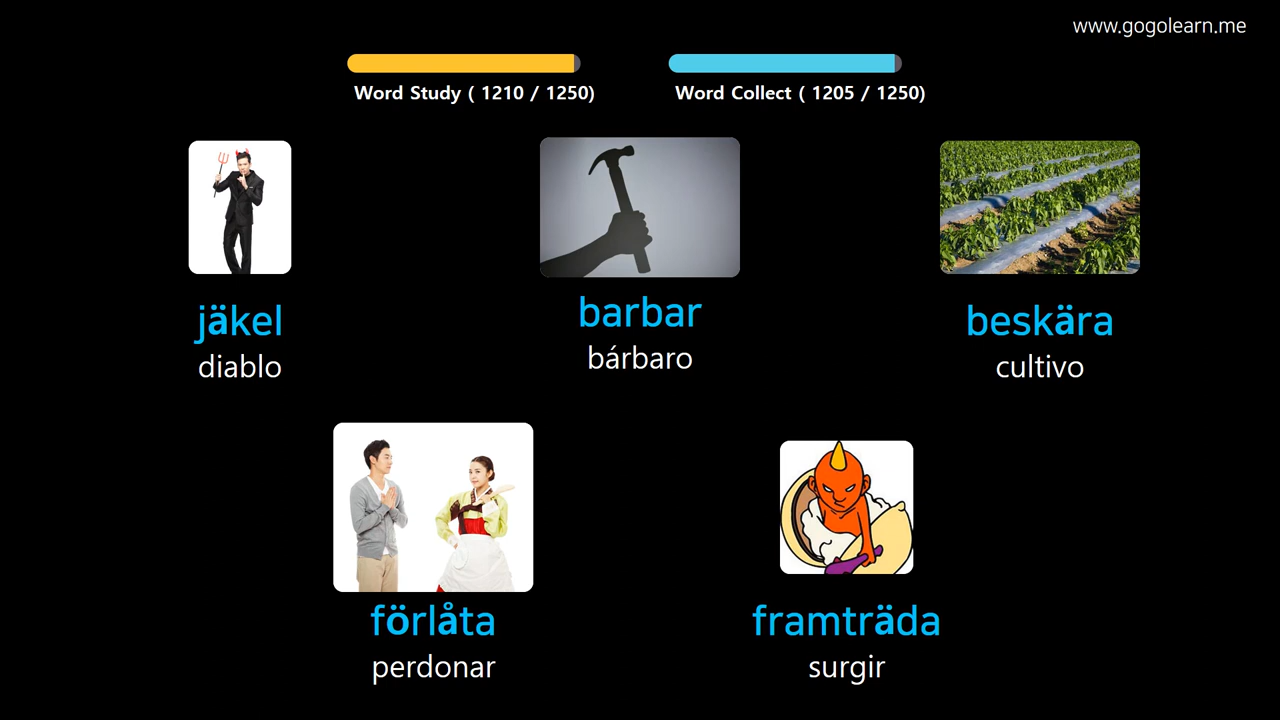 www.gogolearn.me
Word Study ( 1210 / 1250)
Word Collect ( 1205 / 1250)
jäkel
diablo
barbar
bárbaro
beskära
cultivo
förlåta
perdonar
framträda
surgir